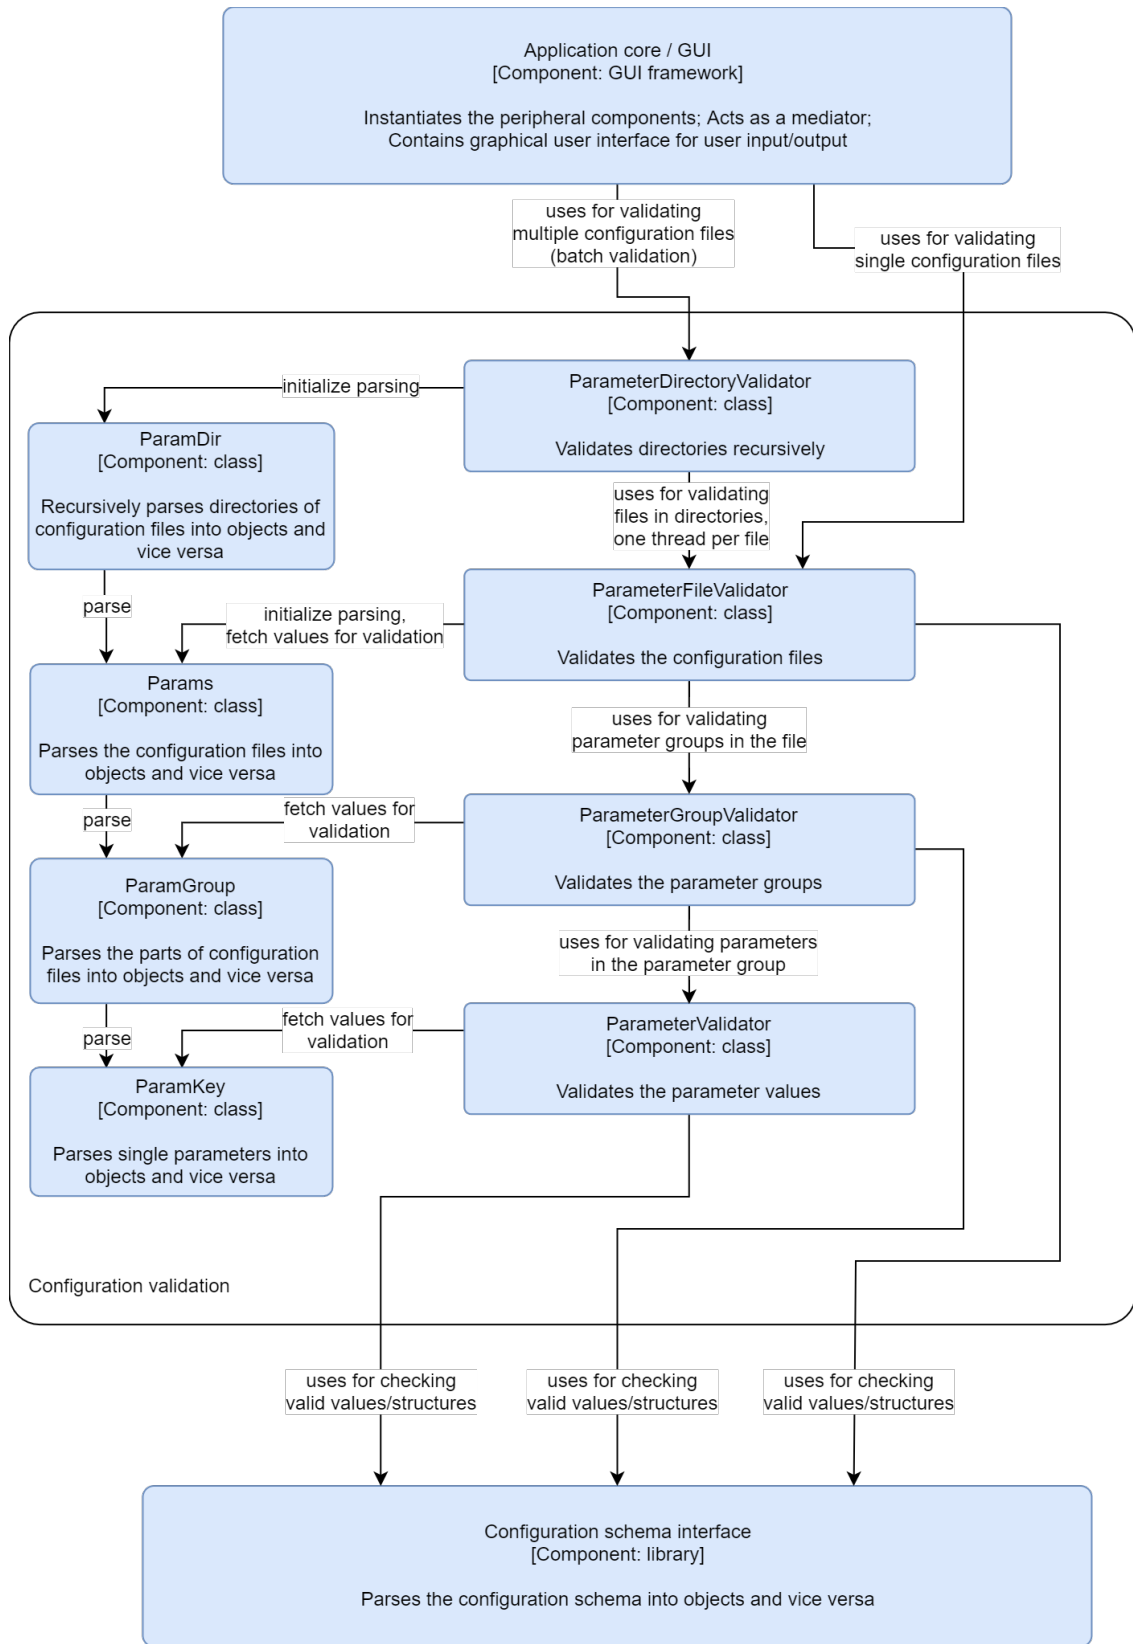 Application core / GUI
[Component: GUI framework]
Instantiates the peripheral components; Acts as a mediator;
Contains graphical user interface for user input/output
uses for validating
multiple configuration files
(batch validation)
uses for validating
single configuration files
ParameterDirectoryValidator
[Component: class]
Validates directories recursively
initialize parsing
ParamDir
[Component: class]
Recursively parses directories of
configuration files into objects and
vice versa
uses for validating
files in directories,
one thread per file
ParameterFileValidator
[Component: class]
Validates the configuration files
parse
initialize parsing,
fetch values for validation
Params
[Component: class]
Parses the configuration files into
objects and vice versa
uses for validating
parameter groups in the file
parse
fetch values for
validation
ParameterGroupValidator
[Component: class]
Validates the parameter groups
ParamGroup
[Component: class]
Parses the parts of configuration
files into objects and vice versa
uses for validating parameters
in the parameter group
parse
fetch values for
validation
ParameterValidator
[Component: class]
Validates the parameter values
ParamKey
[Component: class]
Parses single parameters into
objects and vice versa
Configuration validation
uses for checking
valid values/structures
uses for checking
valid values/structures
uses for checking
valid values/structures
Configuration schema interface
[Component: library]
Parses the configuration schema into objects and vice versa